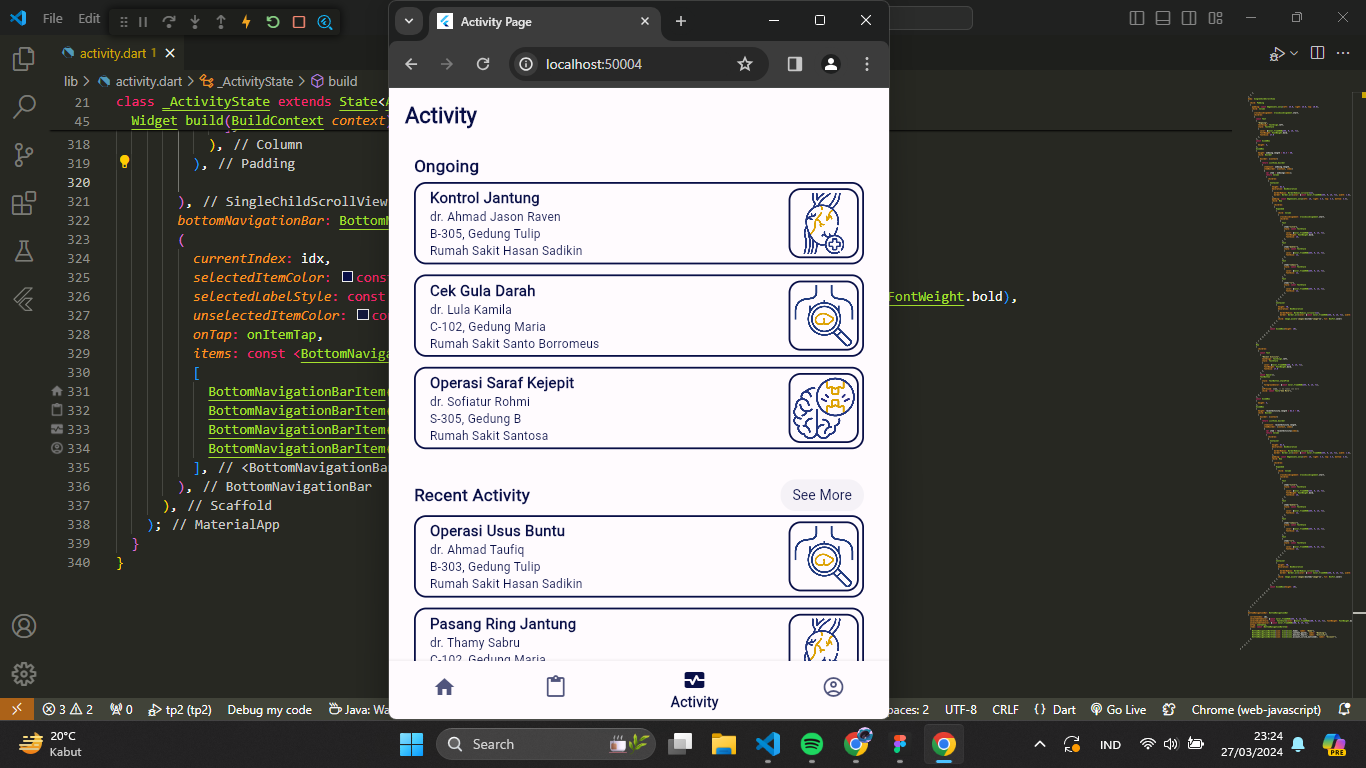 File Edit
Activity Page
localhost:50004
activity.dart 1
lib > activity.dart > _ActivityState > build
21 class _ActivityState extends State<A
45 Widget build(BuildContext context)
318 ), // Column
319 ), // Padding
320
321 ), // SingleChildScrollView
322 bottomNavigationBar: BottomN
323 (
324 currentIndex: idx,
325 selectedItemColor: const
326 selectedLabelStyle: const FontWeight.bold),
327 unselectedItemColor: co
328 onTap: onItemTap,
329 items: const <BottomNaviga
330 [
331 BottomNavigationBarItem(
332 BottomNavigationBarItem(
333 BottomNavigationBarItem(
334 BottomNavigationBarItem(
335 ], // <BottomNavigationBa
336 ), // BottomNavigationBar
337 ), // Scaffold
338 ); // MaterialApp
339 }
340 }
Activity
Ongoing
Kontrol Jantung
dr. Ahmad Jason Raven
B-305, Gedung Tulip
Rumah Sakit Hasan Sadikin
Cek Gula Darah
dr. Lula Kamila
C-102, Gedung Maria
Rumah Sakit Santo Borromeus
Operasi Saraf Kejepit
dr. Sofiatur Rohmi
S-305, Gedung B
Rumah Sakit Santosa
Recent Activity See More
Operasi Usus Buntu
dr. Ahmad Taufiq
B-303, Gedung Tulip
Rumah Sakit Hasan Sadikin
Pasang Ring Jantung
dr. Thamy Sabru
C-102, Gedung Maria
Activity
3 2 0 tp2 (tp2) Debug my code Java: Wa paces: 2 UTF-8 CRLF {} Dart Go Live Chrome (web-javascript)
20°C
Kabut
Search
IND
23:24
27/03/2024
PRE